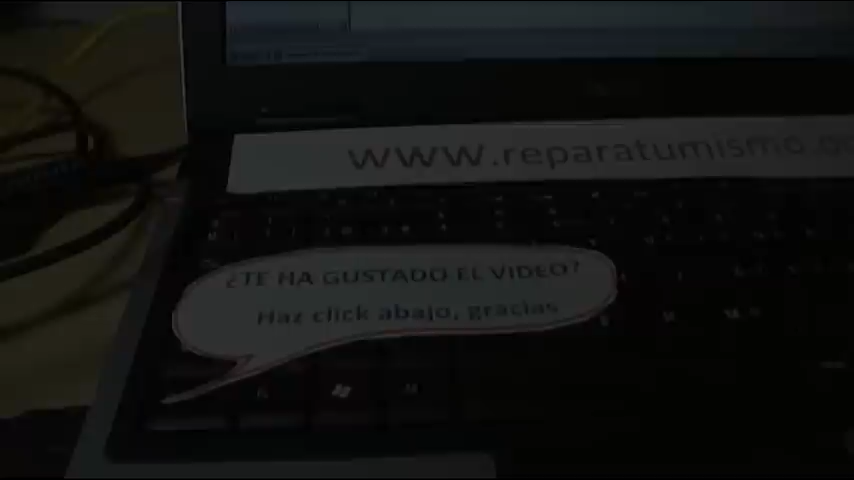 www.reparatumismo.
¿TE HA GUSTADO EL VIDEO?
Haz click abajo, gracias